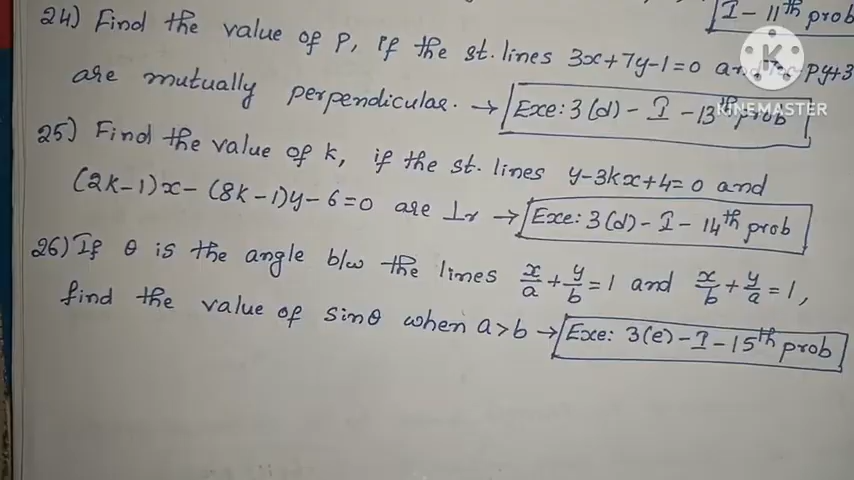 I - 11th prob
24) Find the value of P, if the st. lines 3x+7y-1=0 and PY+3
are mutually perpendicular. → Exe: 3(d) - I - 13th prob
KINEMASTER
25) Find the value of k, if the st. lines y-3kx+4=0 and
(2k-1)x-(8k-1)y-6=0 are ⊥r → Exe: 3(d) - I - 14th prob
26) If θ is the angle b/w the lines x/a + y/b = 1 and x/b + y/a = 1,
find the value of sinθ when a>b → Exe: 3(e) - I - 15th prob